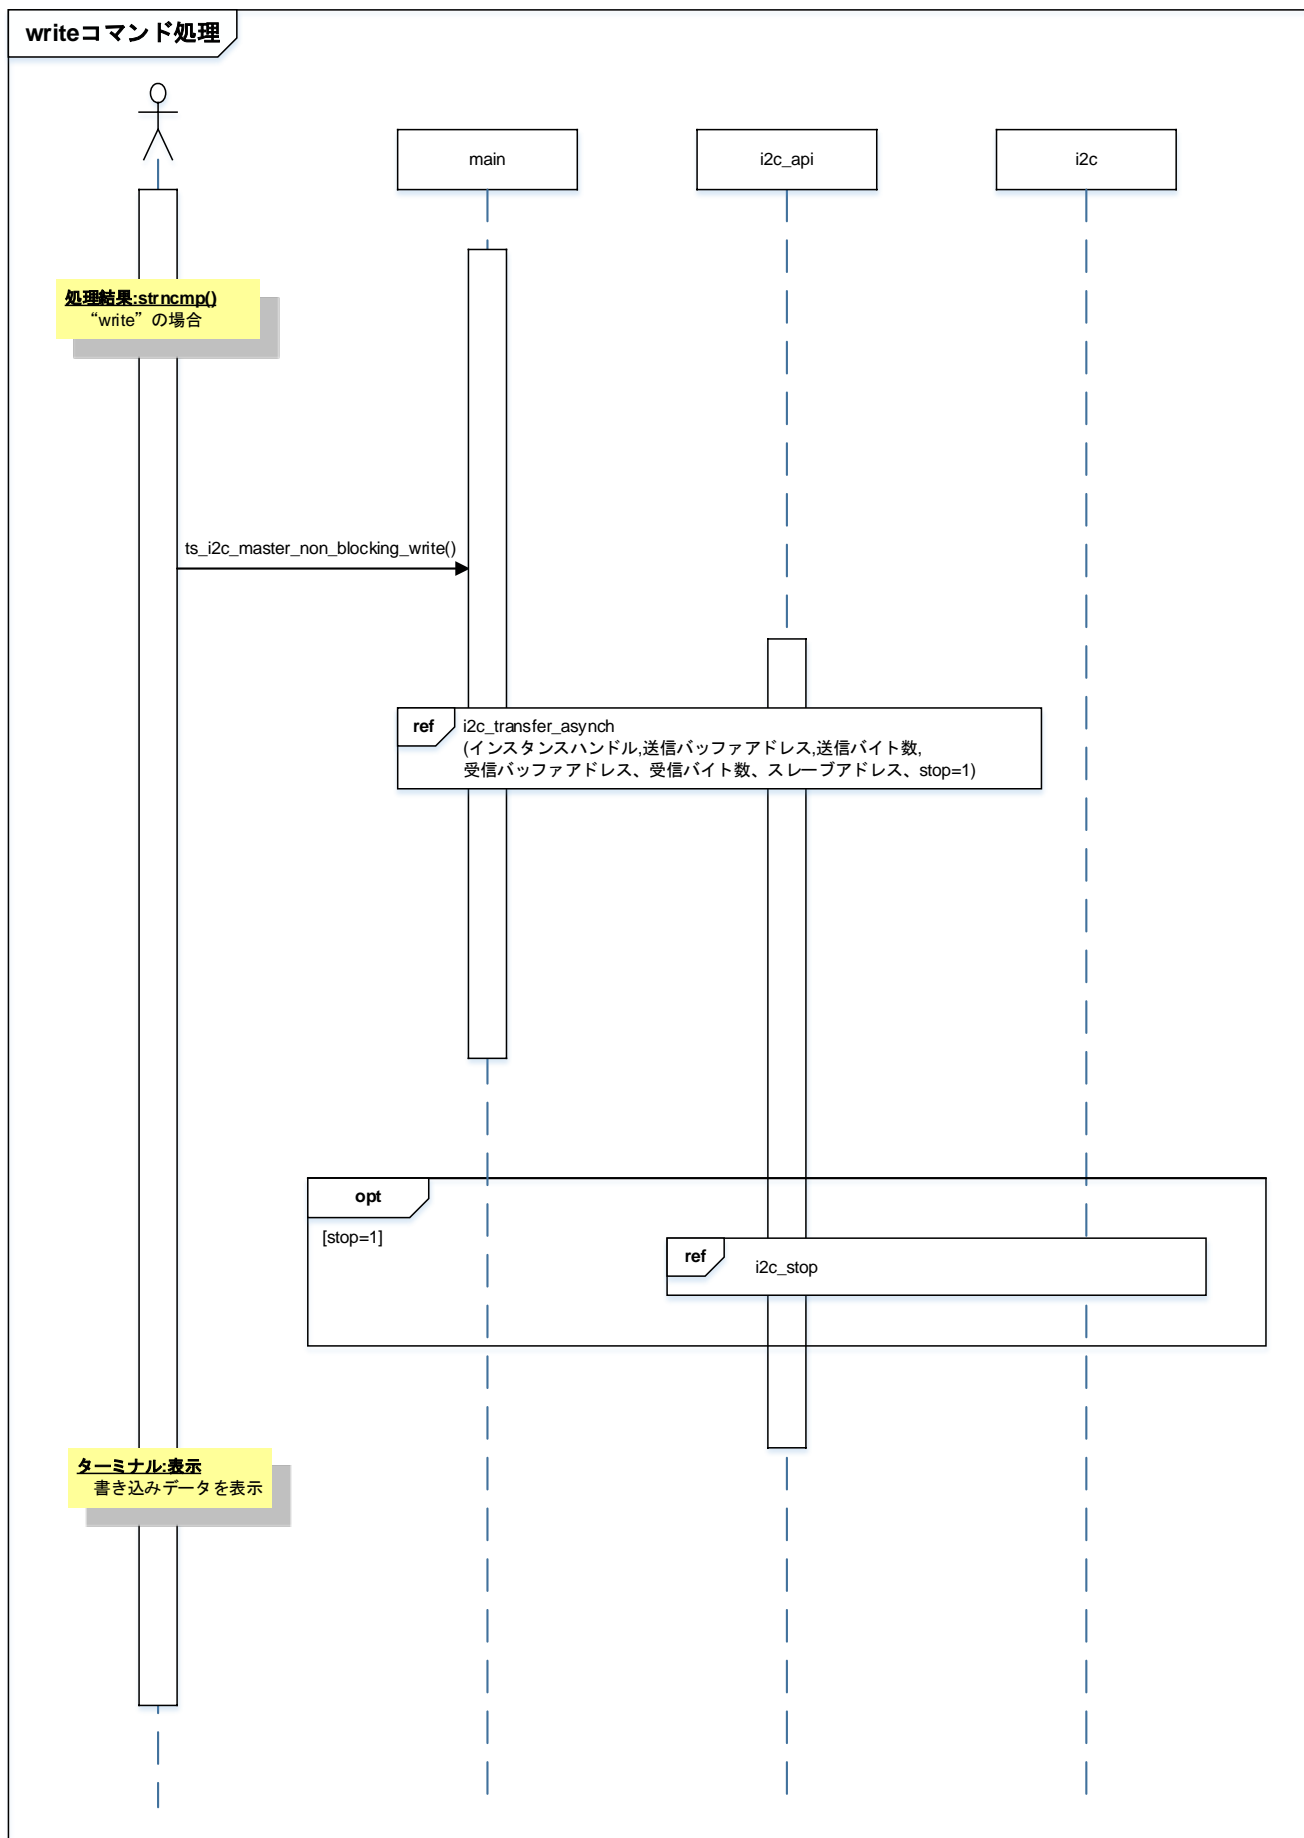 writeコマンド処理
main
i2c_api
i2c
処理結果:strncmp()
“write”の場合
ts_i2c_master_non_blocking_write()
ref
i2c_transfer_asynch
(インスタンスハンドル,送信バッファアドレス,送信バイト数,
受信バッファアドレス、受信バイト数、スレーブアドレス、stop=1)
opt
[stop=1]
ref
i2c_stop
ターミナル:表示
書き込みデータを表示